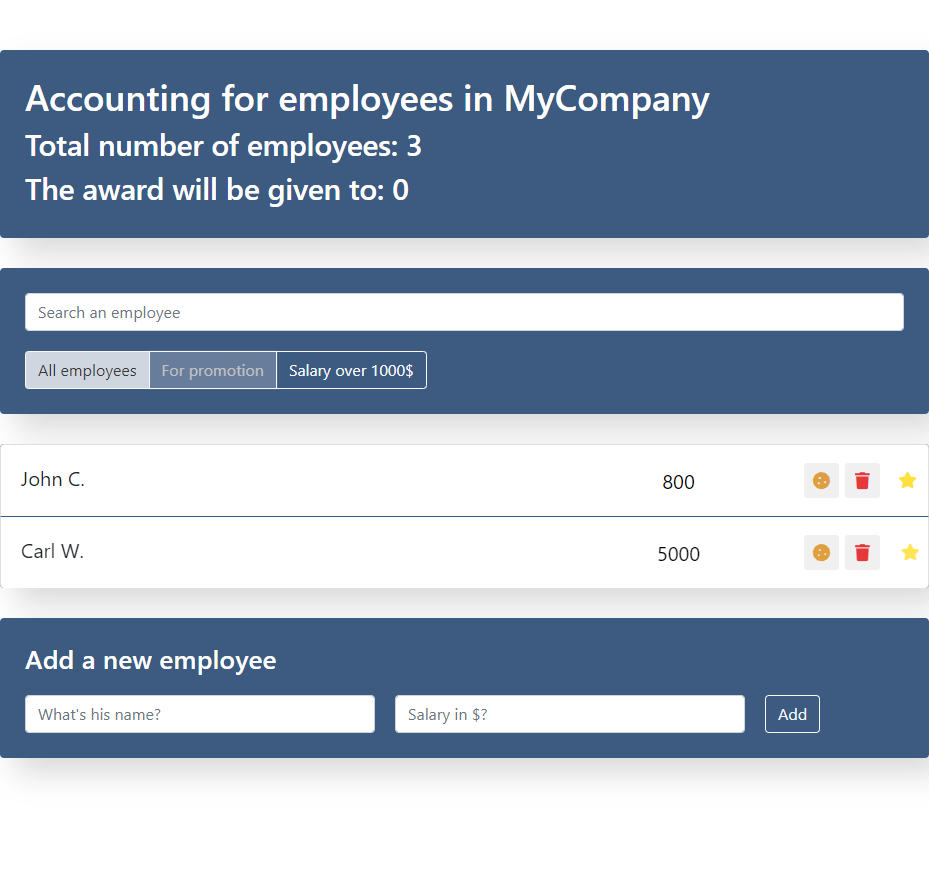 Accounting for employees in MyCompany
Total number of employees: 3
The award will be given to: 0
Search an employee
All employees For promotion Salary over 1000$
John C. 800
Carl W. 5000
Add a new employee
What's his name? Salary in $? Add